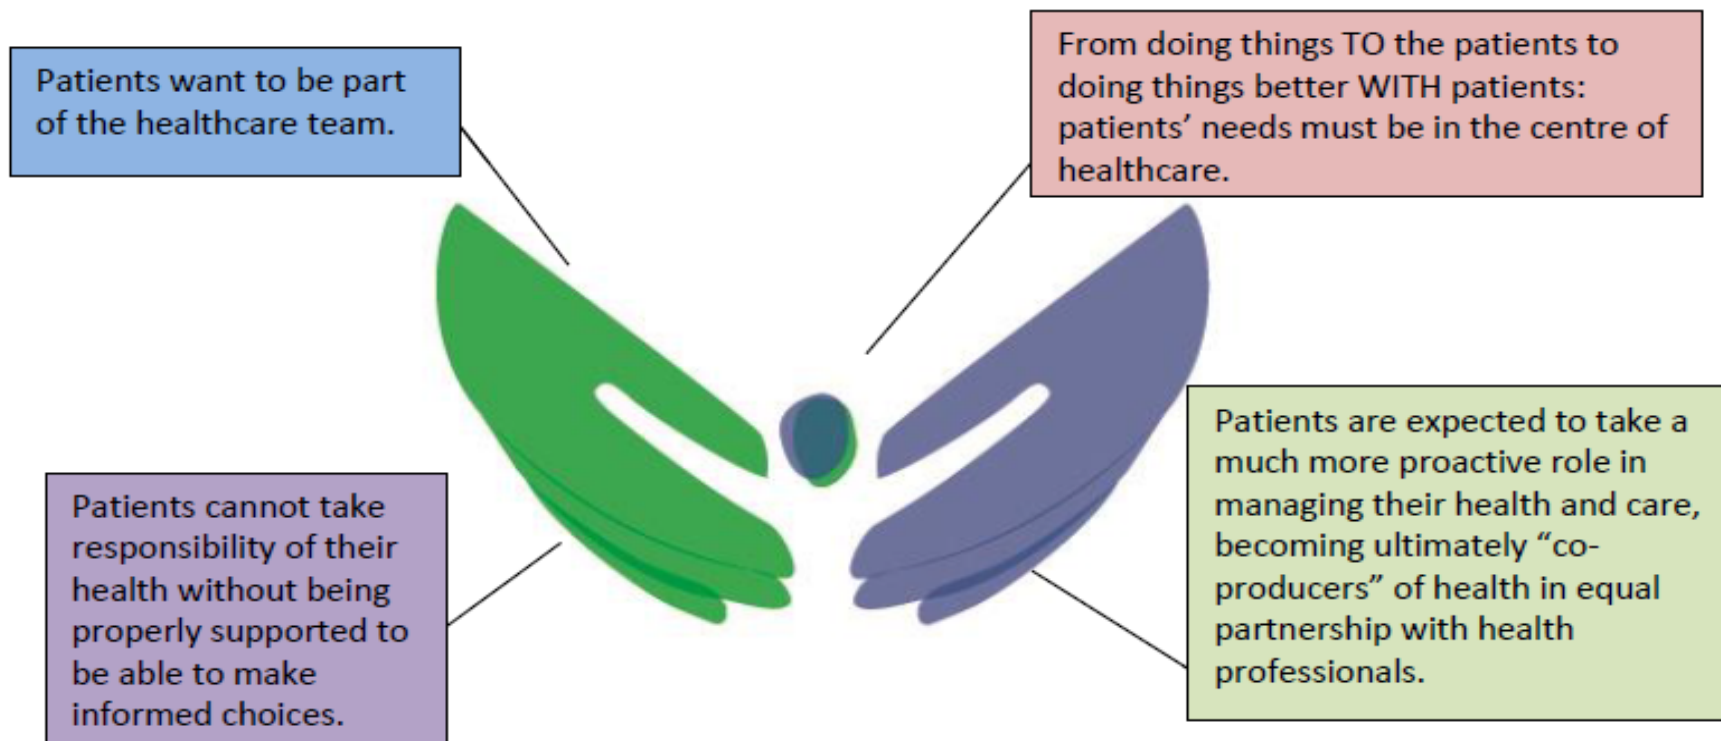 Patients want to be part
of the healthcare team.
From doing things TO the patients to
doing things better WITH patients:
patients’ needs must be in the centre of
healthcare.
Patients cannot take
responsibility of their
health without being
properly supported to
be able to make
informed choices.
Patients are expected to take a
much more proactive role in
managing their health and care,
becoming ultimately “co-
producers” of health in equal
partnership with health
professionals.